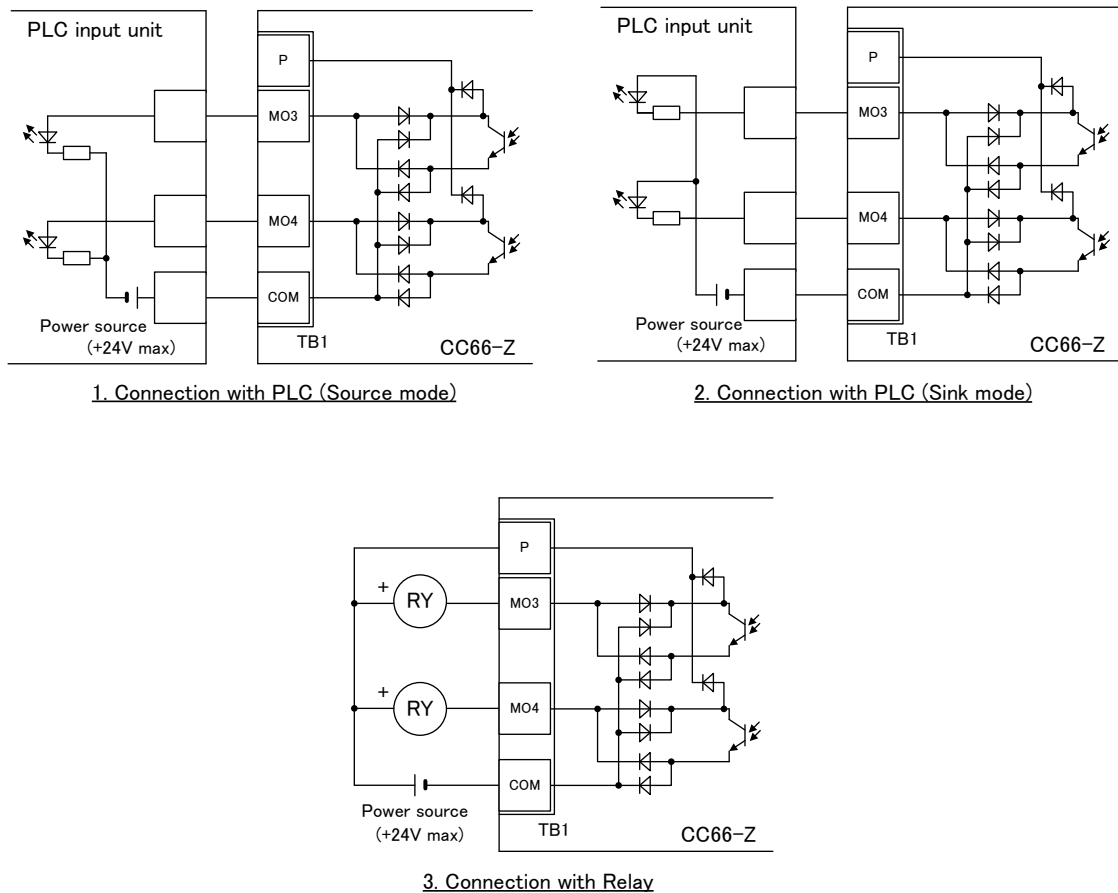 PLC input unit
P
MO3
MO4
COM
Power source
(+24V max)
TB1
CC66-Z
1. Connection with PLC (Source mode)
PLC input unit
P
MO3
MO4
COM
Power source
(+24V max)
TB1
CC66-Z
2. Connection with PLC (Sink mode)
P
+
RY
MO3
+
RY
MO4
COM
Power source
(+24V max)
TB1
CC66-Z
3. Connection with Relay